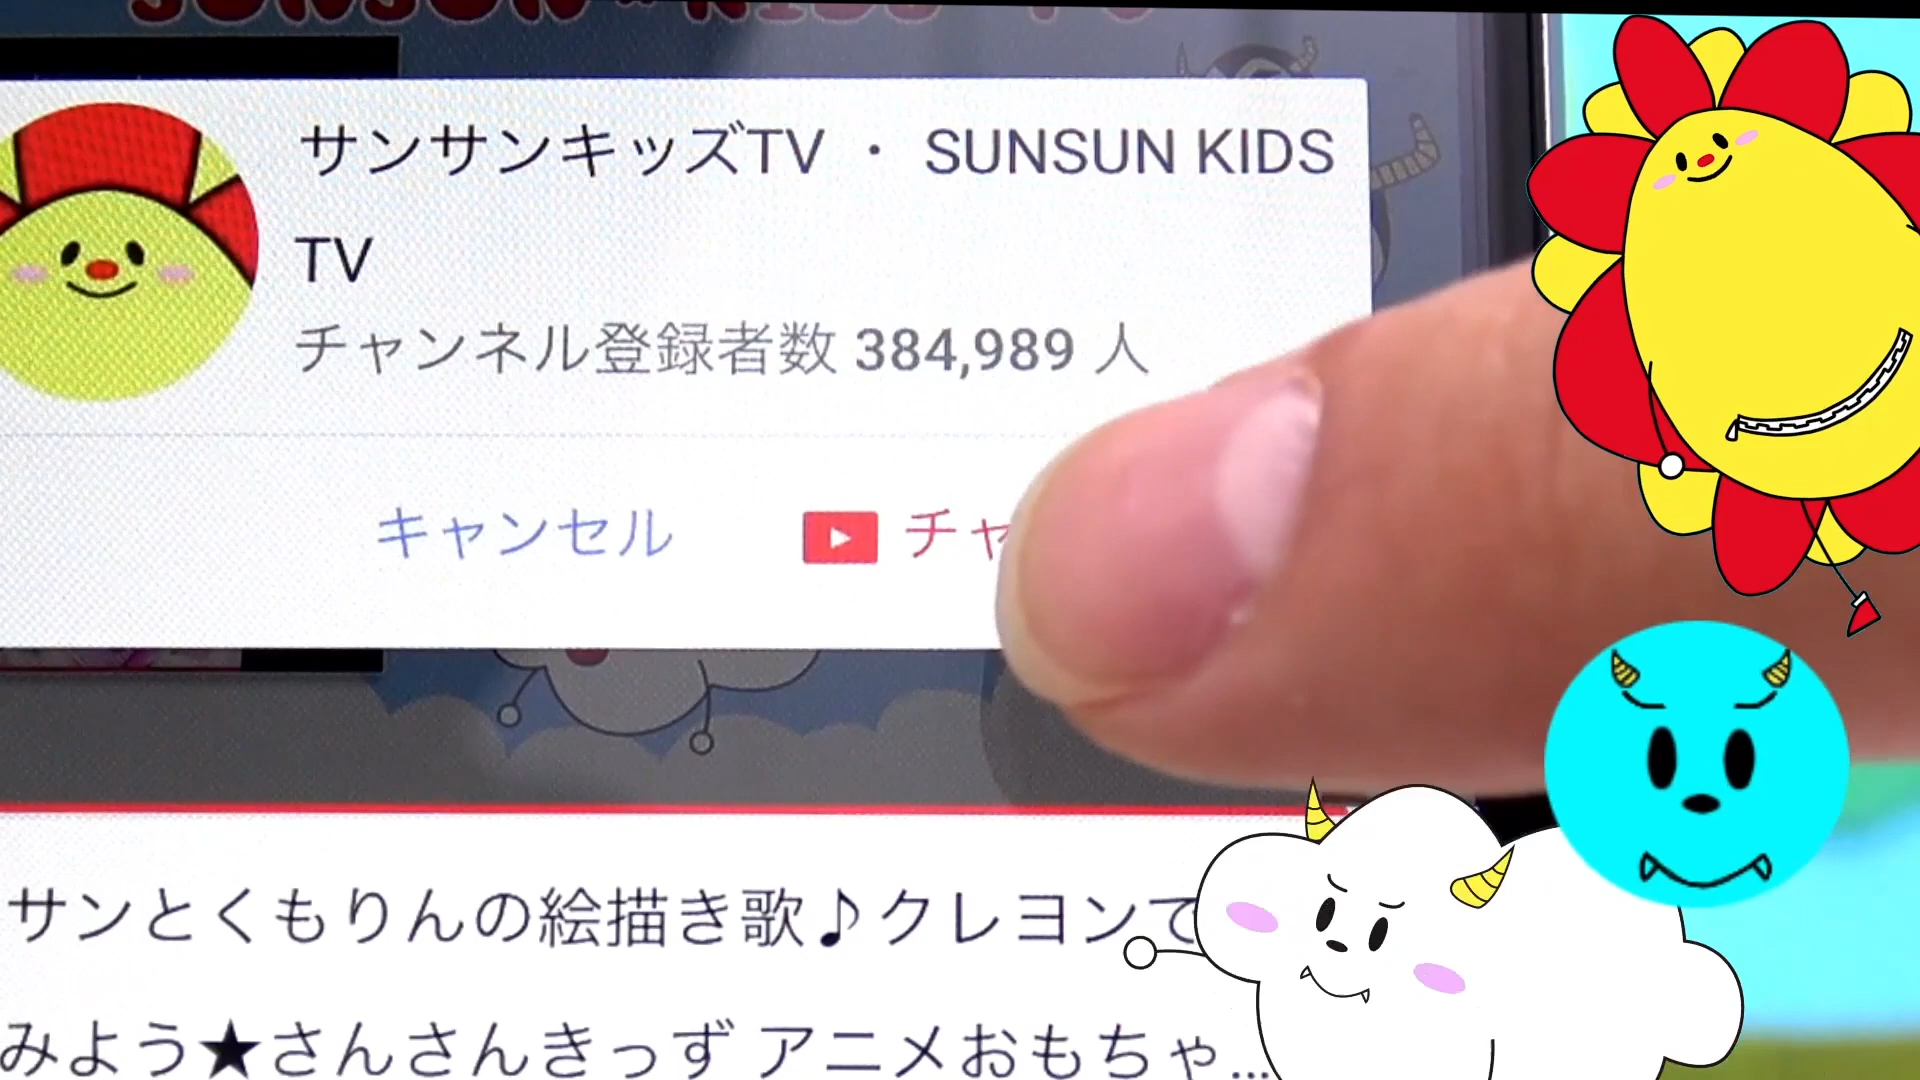 SUNSUN KIDS TV
サンサンキッズTV ・ SUNSUN KIDS
TV
チャンネル登録者数 384,989 人
キャンセル
チャ
サンとくもりんの絵描き歌♪クレヨンで
みよう★さんさんきっず アニメおもちゃ...